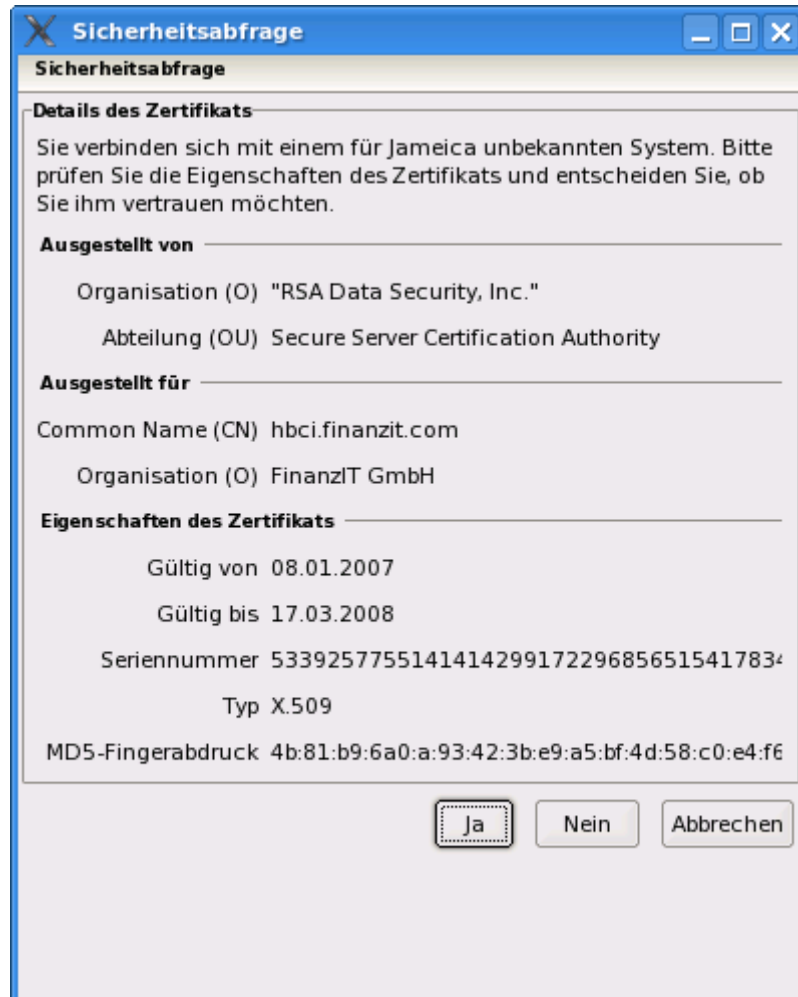 Sicherheitsabfrage
Sicherheitsabfrage
Details des Zertifikats
Sie verbinden sich mit einem für Jameica unbekannten System. Bitte
prüfen Sie die Eigenschaften des Zertifikats und entscheiden Sie, ob
Sie ihm vertrauen möchten.
Ausgestellt von
Organisation (O) "RSA Data Security, Inc."
Abteilung (OU) Secure Server Certification Authority
Ausgestellt für
Common Name (CN) hbci.finanzit.com
Organisation (O) FinanzIT GmbH
Eigenschaften des Zertifikats
Gültig von 08.01.2007
Gültig bis 17.03.2008
Seriennummer 5339257755141414299172296856515417834
Typ X.509
MD5-Fingerabdruck 4b:81:b9:6a0:a:93:42:3b:e9:a5:bf:4d:58:c0:e4:f6
Ja Nein Abbrechen